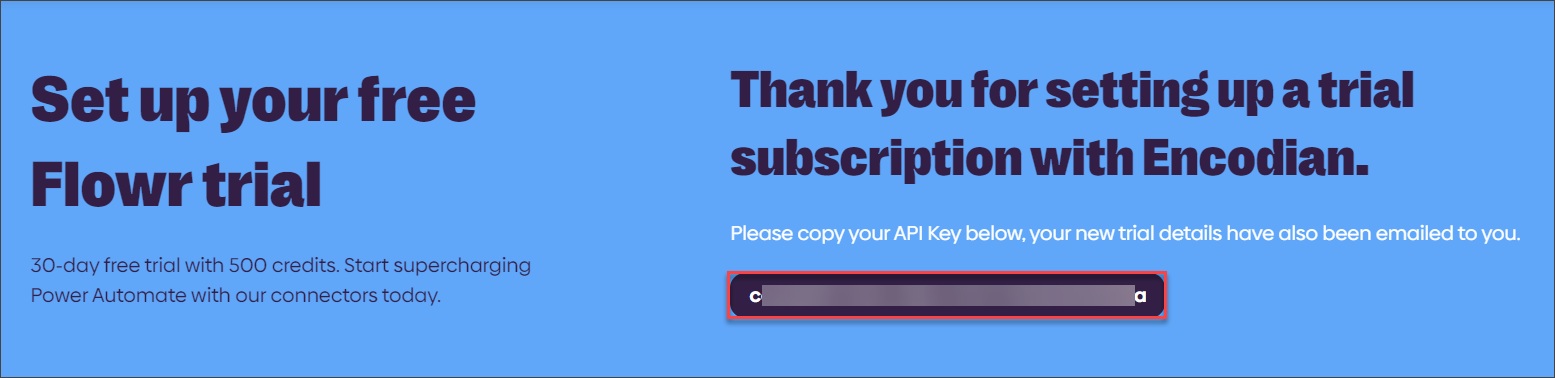 Set up your free
Flowr trial
30-day free trial with 500 credits. Start supercharging
Power Automate with our connectors today.
Thank you for setting up a trial
subscription with Encodian.
Please copy your API Key below, your new trial details have also been emailed to you.
c a